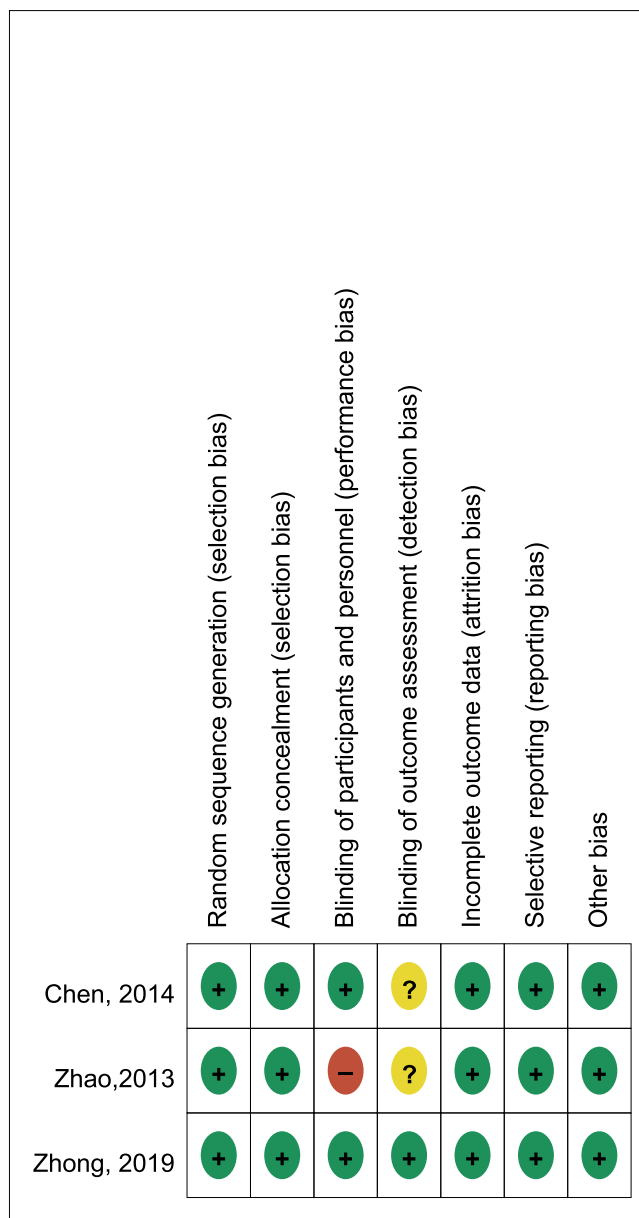 Random sequence generation (selection bias)
Allocation concealment (selection bias)
Blinding of participants and personnel (performance bias)
Blinding of outcome assessment (detection bias)
Incomplete outcome data (attrition bias)
Selective reporting (reporting bias)
Other bias
Chen, 2014 + + + ? + + +
Zhao,2013 + + – ? + + +
Zhong, 2019 + + + + + + +